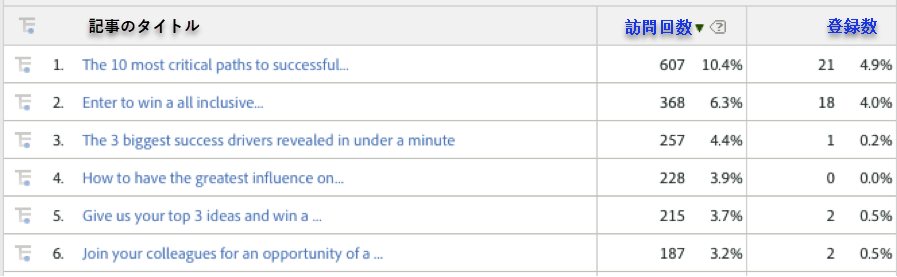 記事のタイトル 訪問回数▼ ? 登録数
1. The 10 most critical paths to successful... 607 10.4% 21 4.9%
2. Enter to win a all inclusive... 368 6.3% 18 4.0%
3. The 3 biggest success drivers revealed in under a minute 257 4.4% 1 0.2%
4. How to have the greatest influence on... 228 3.9% 0 0.0%
5. Give us your top 3 ideas and win a ... 215 3.7% 2 0.5%
6. Join your colleagues for an opportunity of a ... 187 3.2% 2 0.5%